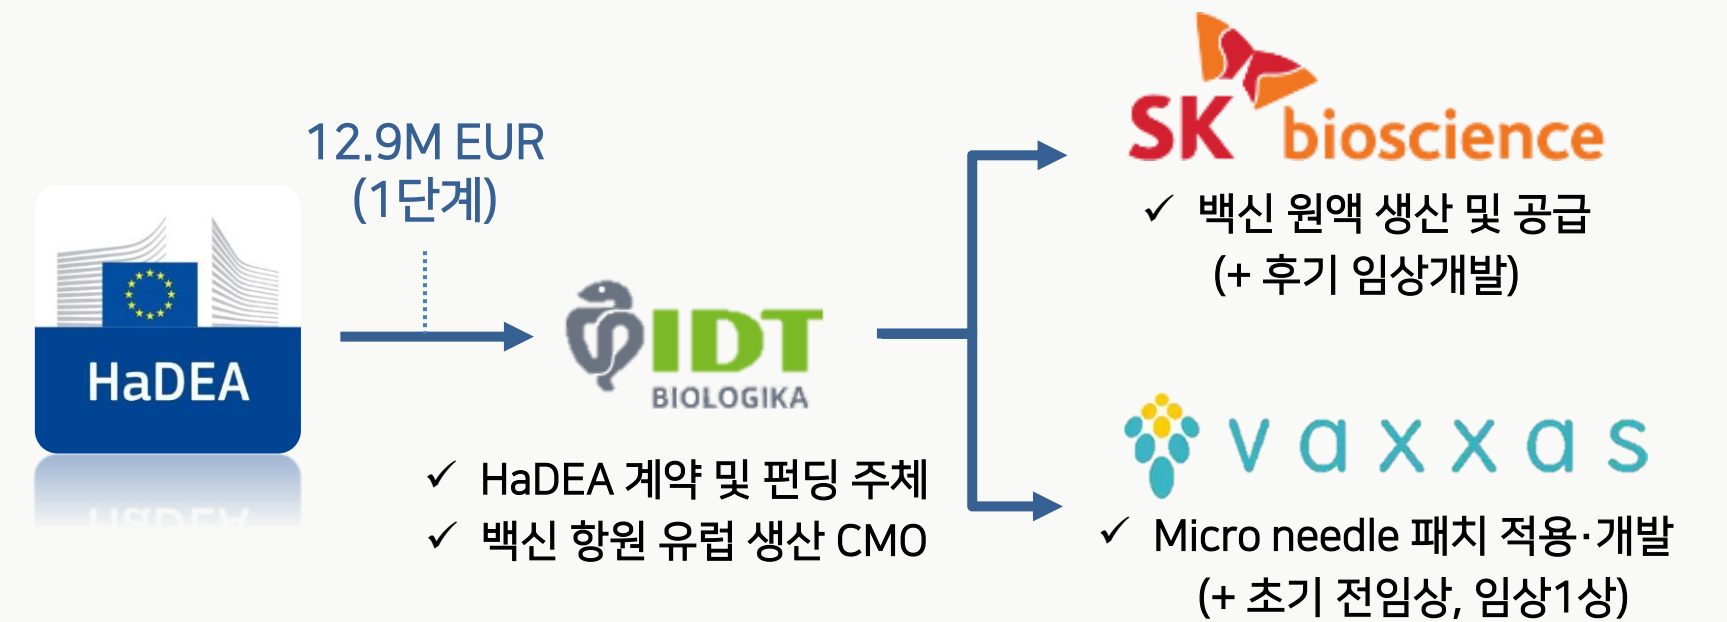 12.9M EUR
(1단계)
HaDEA
IDT
BIOLOGIKA
✓ HaDEA 계약 및 펀딩 주체
✓ 백신 항원 유럽 생산 CMO
SK bioscience
✓ 백신 원액 생산 및 공급
(+ 후기 임상개발)
vaxxas
✓ Micro needle 패치 적용·개발
(+ 초기 전임상, 임상1상)